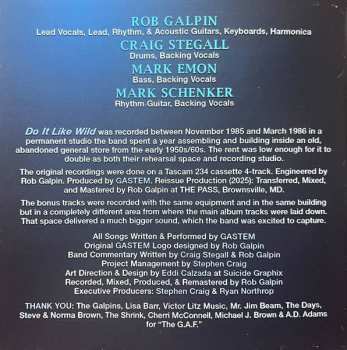 ROB GALPIN
Lead Vocals, Lead, Rhythm, & Acoustic Guitars, Keyboards, Harmonica
CRAIG STEGALL
Drums, Backing Vocals
MARK EMON
Bass, Backing Vocals
MARK SCHENKER
Rhythm Guitar, Backing Vocals
Do It Like Wild was recorded between November 1985 and March 1986 in a
permanent studio the band spent a year assembling and building inside an old,
abandoned general store from the early 1950s/60s. The rent was low enough for it to
double as both their rehearsal space and recording studio.
The original recordings were done on a Tascam 234 cassette 4-track. Engineered by
Rob Galpin. Produced by GASTEM, Reissue Production (2025): Transferred, Mixed,
and Mastered by Rob Galpin at THE PASS, Brownsville, MD.
The bonus tracks were recorded with the same equipment and in the same building
but in a completely different area from where the main album tracks were laid down.
That space delivered a much bigger sound, which the band was excited to capture.
All Songs Written & Performed by GASTEM
Original GASTEM Logo designed by Rob Galpin
Band Commentary Written by Craig Stegall & Rob Galpin
Project Management by Stephen Craig
Art Direction & Design by Eddi Calzada at Suicide Graphix
Recorded, Mixed, Produced, & Remastered by Rob Galpin
Executive Producers: Stephen Craig & Ryan Northrop
THANK YOU: The Galpins, Lisa Barr, Victor Litz Music, Mr. Jim Beam, The Days,
Steve & Norma Brown, The Shrink, Cherri McConnell, Michael J. Brown & A.D. Adams
for "The G.A.F."